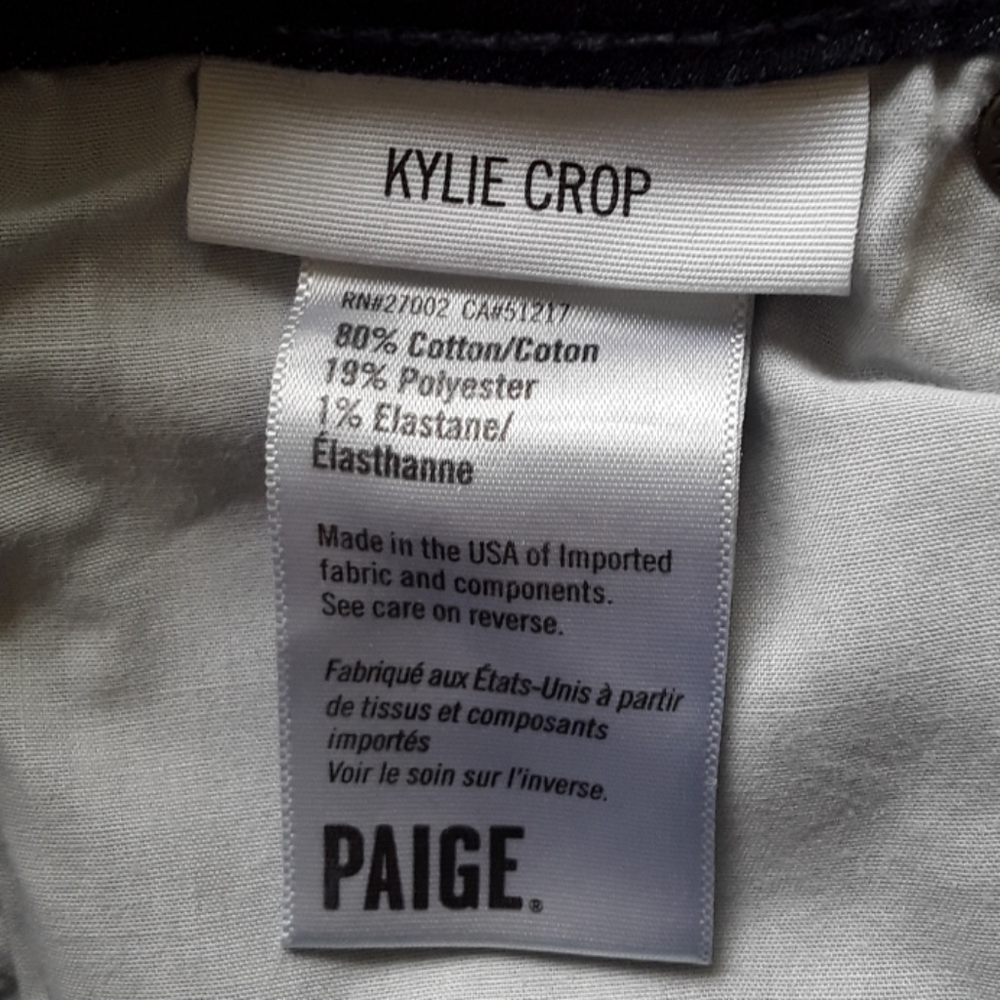 KYLIE CROP
RN#27002 CA#51217
80% Cotton/Coton
19% Polyester
1% Elastane/
Élasthanne
Made in the USA of Imported
fabric and components.
See care on reverse.
Fabriqué aux États-Unis à partir
de tissus et composants
importés
Voir le soin sur l'inverse.
PAIGE®